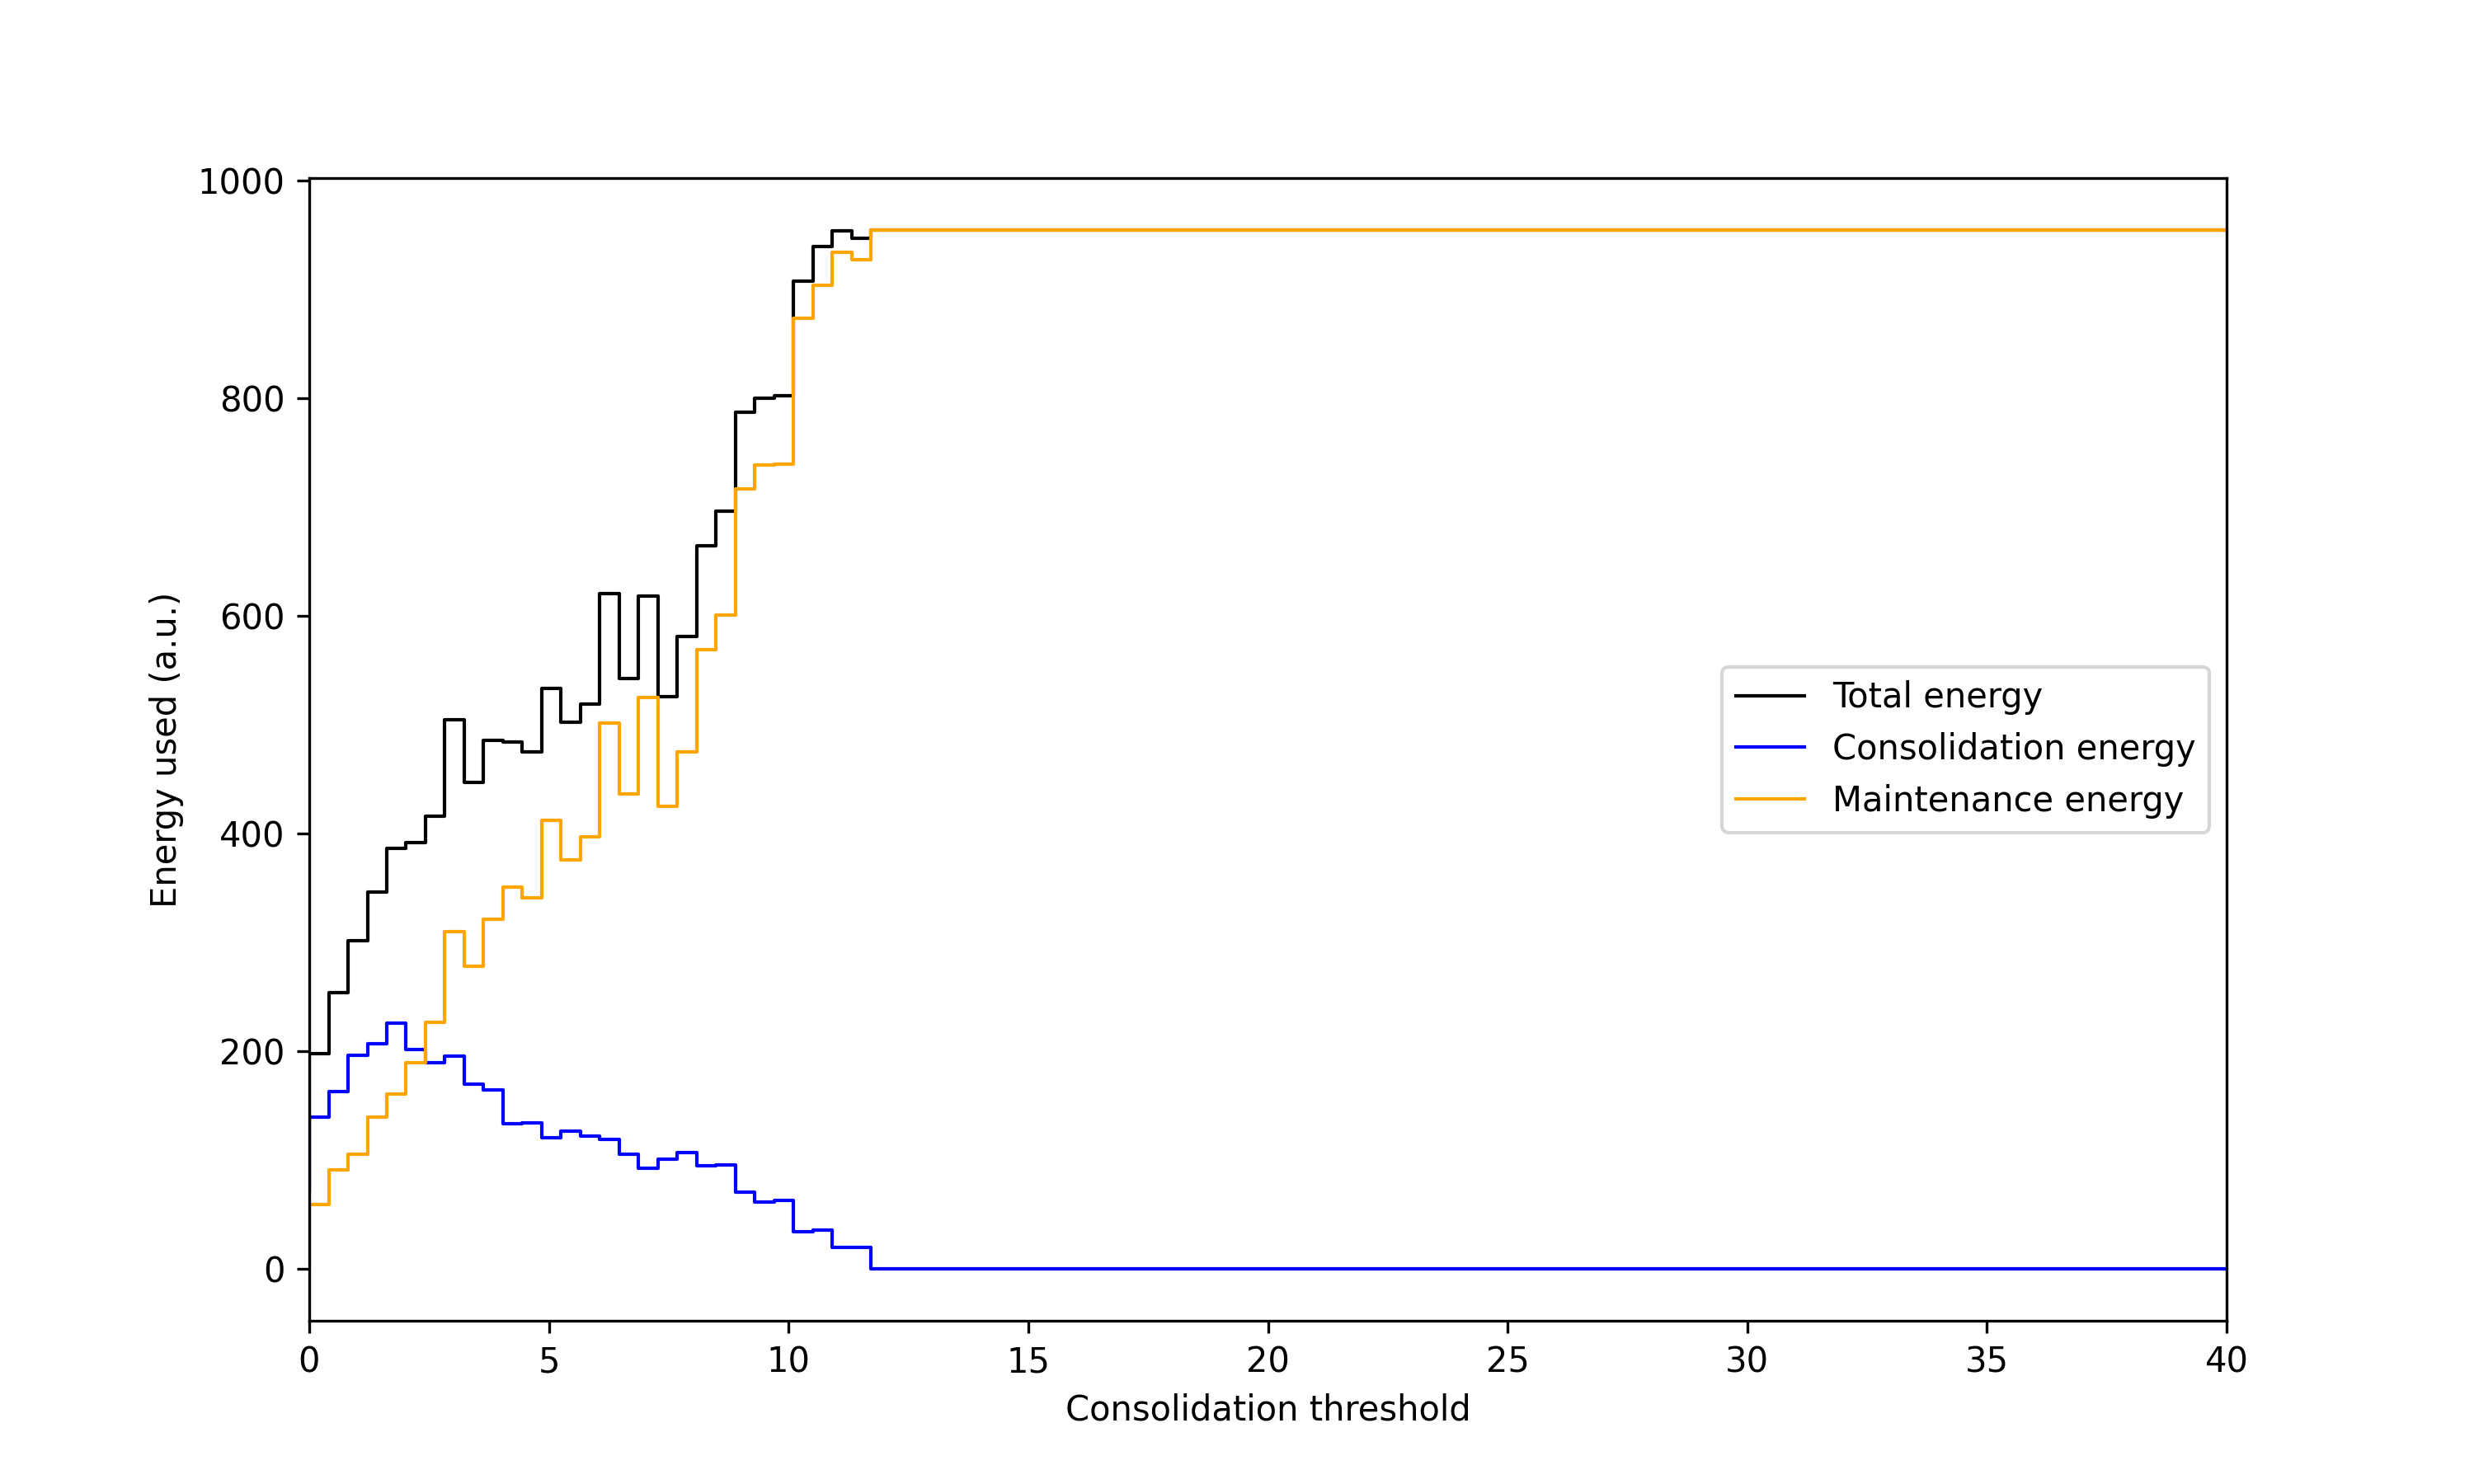 1000
800
600
400
200
0
Energy used (a.u.)
Total energy
Consolidation energy
Maintenance energy
0 5 10 15 20 25 30 35 40
Consolidation threshold